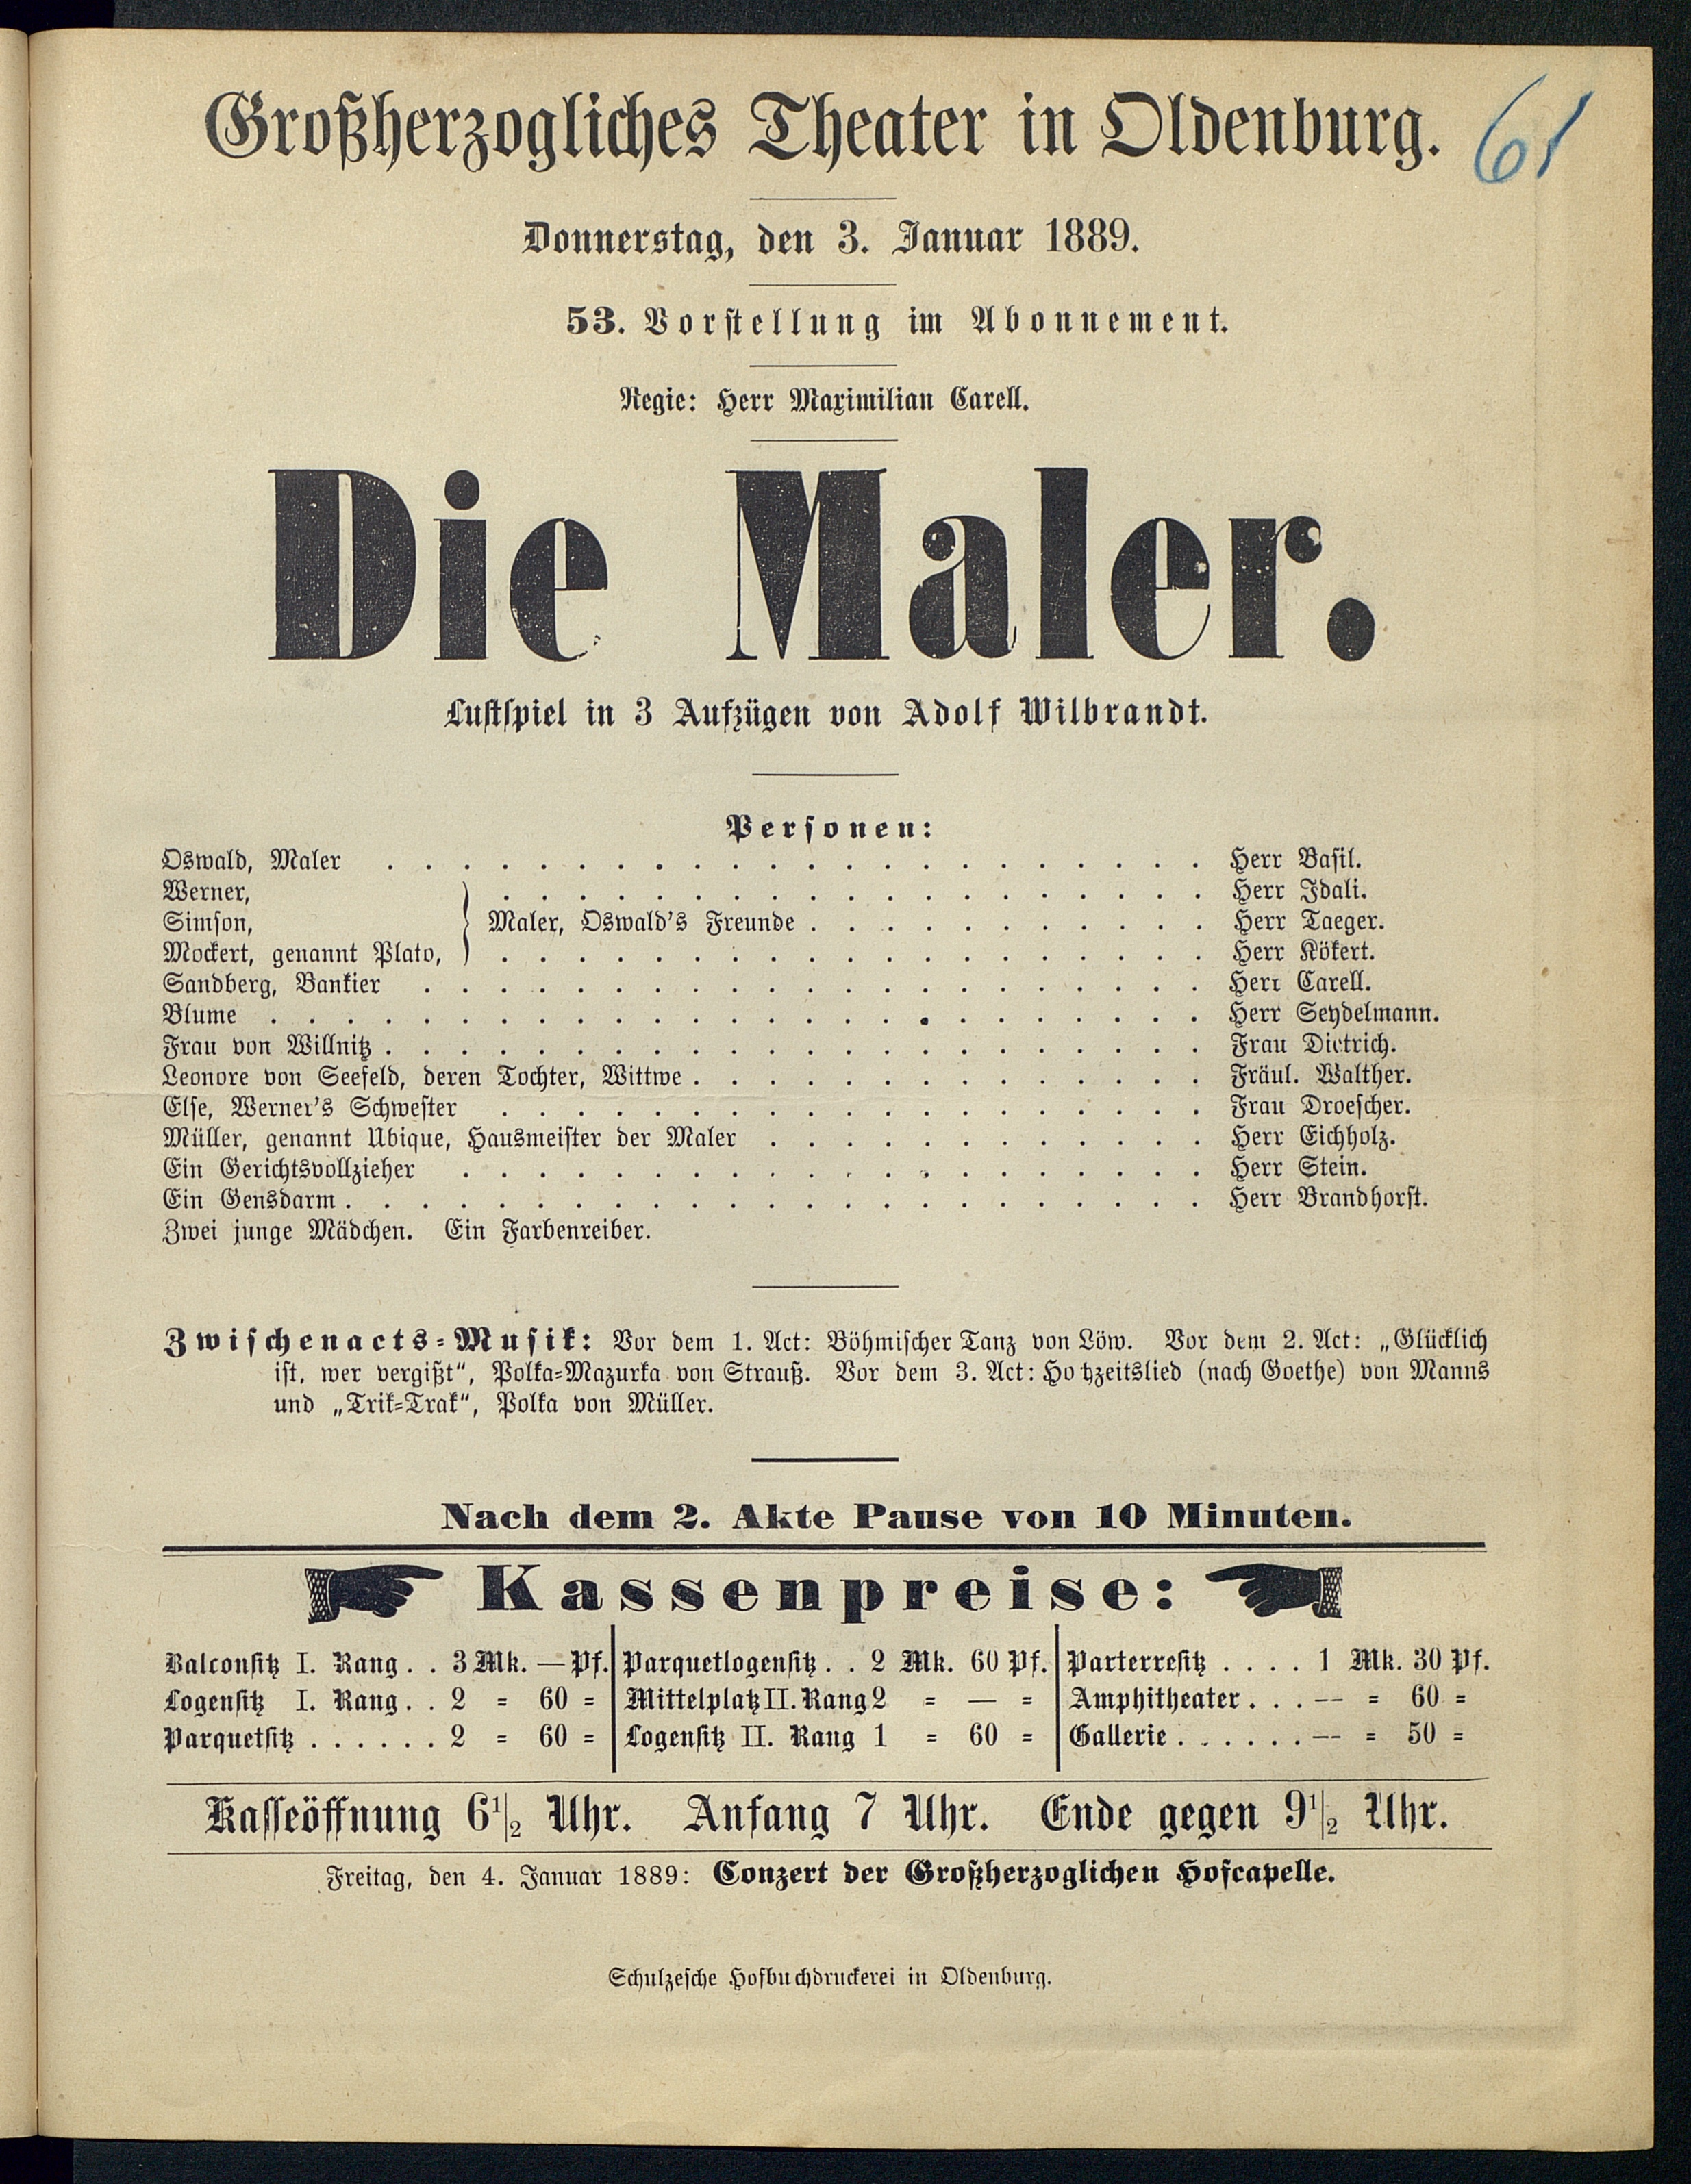 Großherzogliches Theater in Oldenburg.
61
Donnerstag, den 3. Januar 1889.
53. Vorstellung im Abonnement.
Regie: Herr Maximilian Carell.
Die Maler.
Lustspiel in 3 Aufzügen von Adolf Wilbrandt.
Personen:
Oswald, Maler . . . . . . . . . . . . . . . . . . . . . . Herr Basil.
Werner, . . . . . . . . . . . . . . . . . . . Herr Idali.
Simson, } Maler, Oswald's Freunde . . . . . . . . . . . Herr Taeger.
Mockert, genannt Plato, . . . . . . . . . . . . . . . . . . . Herr Kökert.
Sandberg, Bankier . . . . . . . . . . . . . . . . . . . . . Herr Carell.
Blume . . . . . . . . . . . . . . . . . . . . . . . . . Herr Seydelmann.
Frau von Willnitz . . . . . . . . . . . . . . . . . . . . . . Frau Dietrich.
Leonore von Seefeld, deren Tochter, Wittwe . . . . . . . . . . . . . . Fräul. Walther.
Else, Werner's Schwester . . . . . . . . . . . . . . . . . . . Frau Droescher.
Müller, genannt Ubique, Hausmeister der Maler . . . . . . . . . . . . Herr Eichholz.
Ein Gerichtsvollzieher . . . . . . . . . . . . . . . . . . . . Herr Stein.
Ein Gensdarm . . . . . . . . . . . . . . . . . . . . . . . Herr Brandhorst.
Zwei junge Mädchen. Ein Farbenreiber.
Zwischenacts-Musik: Vor dem 1. Act: Böhmischer Tanz von Löw. Vor dem 2. Act: „Glücklich
ist, wer vergißt“, Polka-Mazurka von Strauß. Vor dem 3. Act: Ho tzeitslied (nach Goethe) von Manns
und „Trik-Trak“, Polka von Müller.
Nach dem 2. Akte Pause von 10 Minuten.
Kassenpreise:
Balconsitz I. Rang . . 3 Mk. — Pf. Parquetlogensitz . . 2 Mk. 60 Pf. Parterresitz . . . . 1 Mk. 30 Pf.
Logensitz I. Rang . . 2 = 60 = Mittelplatz II. Rang 2 = — = Amphitheater . . . — = 60 =
Parquetsitz . . . . . . 2 = 60 = Logensitz II. Rang 1 = 60 = Gallerie . . . . . . — = 50 =
Kasseöffnung 6 1/2 Uhr. Anfang 7 Uhr. Ende gegen 9 1/2 Uhr.
Freitag, den 4. Januar 1889: Conzert der Großherzoglichen Hofcapelle.
Schulzesche Hofbuchdruckerei in Oldenburg.